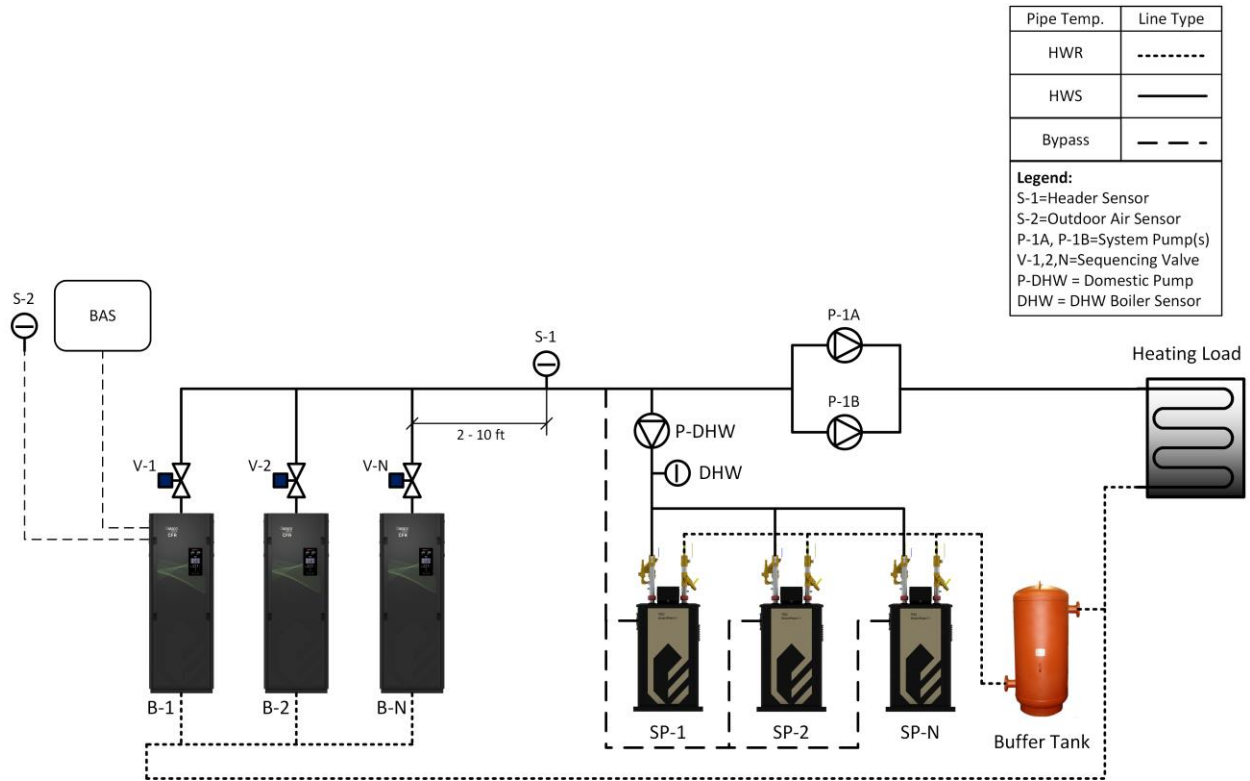 Pipe Temp. Line Type
HWR
HWS
Bypass
Legend:
S-1=Header Sensor
S-2=Outdoor Air Sensor
P-1A, P-1B=System Pump(s)
V-1,2,N=Sequencing Valve
P-DHW = Domestic Pump
DHW = DHW Boiler Sensor
S-2
BAS
S-1
P-1A
Heating Load
P-1B
2 - 10 ft
P-DHW
V-1
V-2
V-N
DHW
B-1
B-2
B-N
SP-1
SP-2
SP-N
Buffer Tank